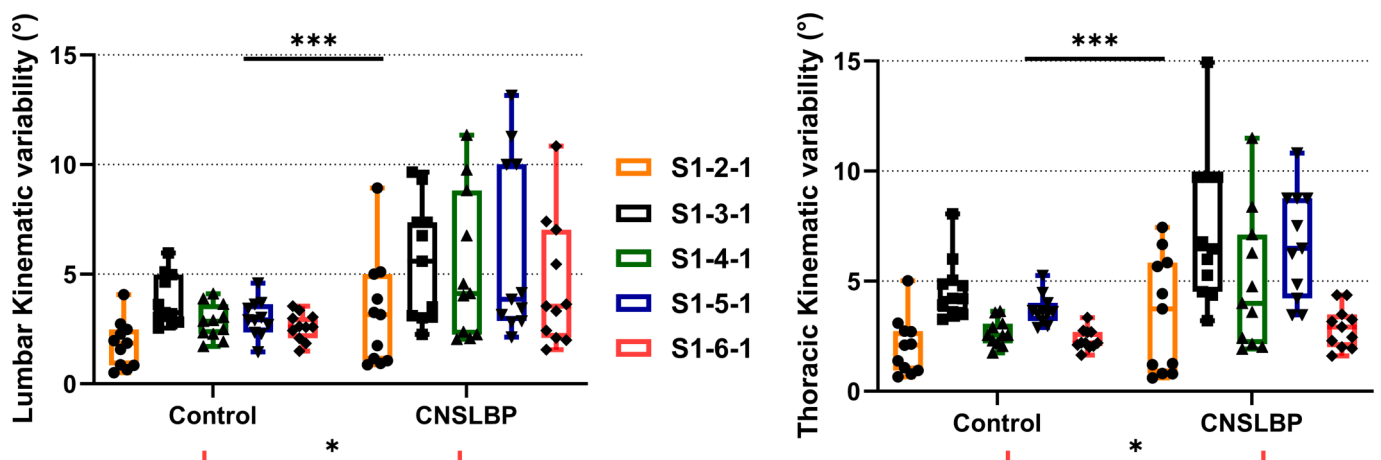 Lumbar Kinematic variability (°)
15
10
5
0
***
Control
CNSLBP
*
S1-2-1
S1-3-1
S1-4-1
S1-5-1
S1-6-1
Thoracic Kinematic variability (°)
15
10
5
0
***
Control
CNSLBP
*